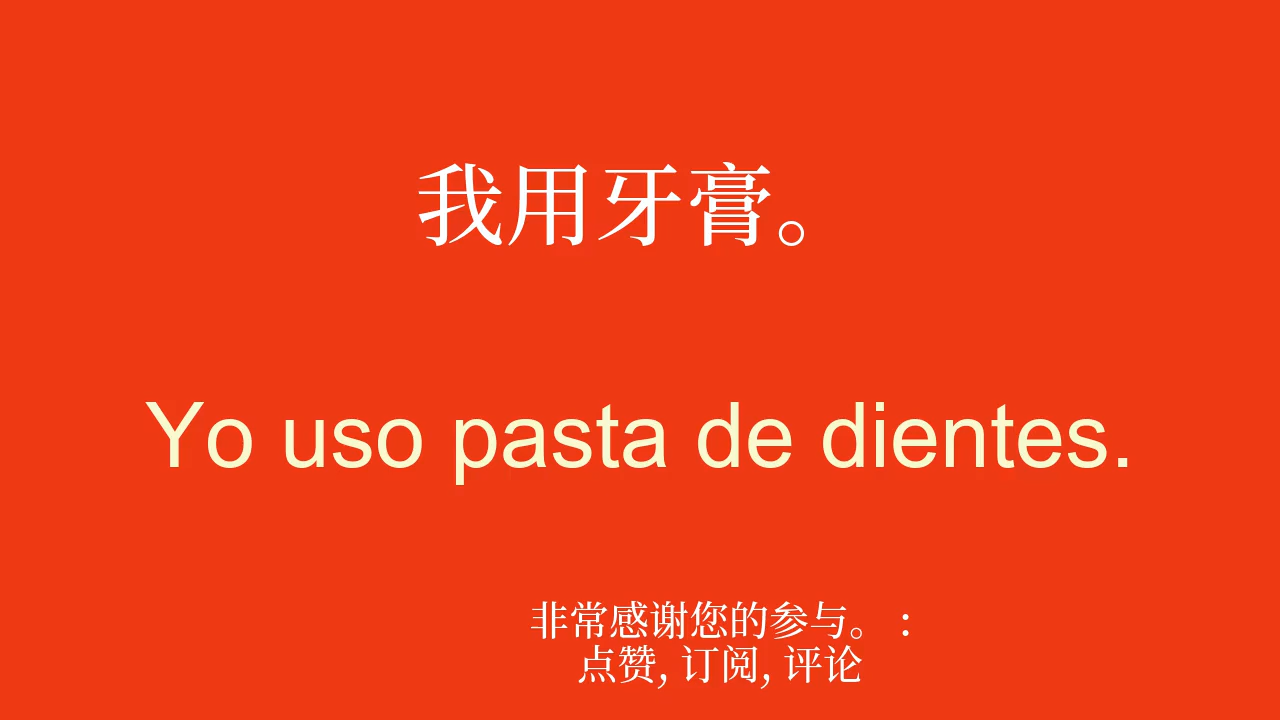 我用牙膏。
Yo uso pasta de dientes.
非常感谢您的参与。 :
点赞, 订阅, 评论